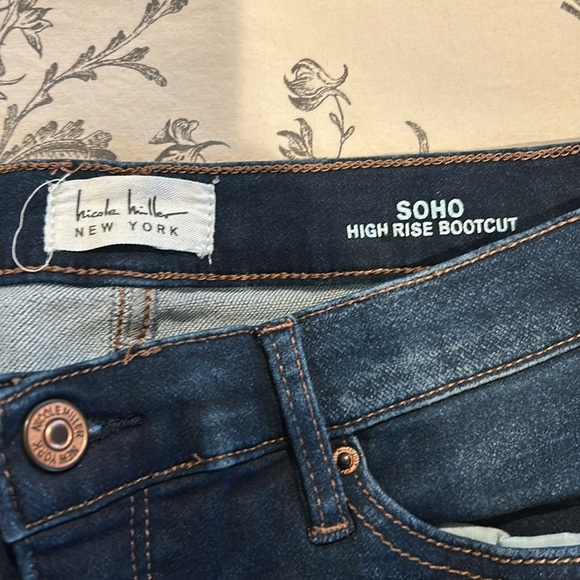 nicole miller
NEW YORK
SOHO
HIGH RISE BOOTCUT
NICOLE MILLER
NEW YORK